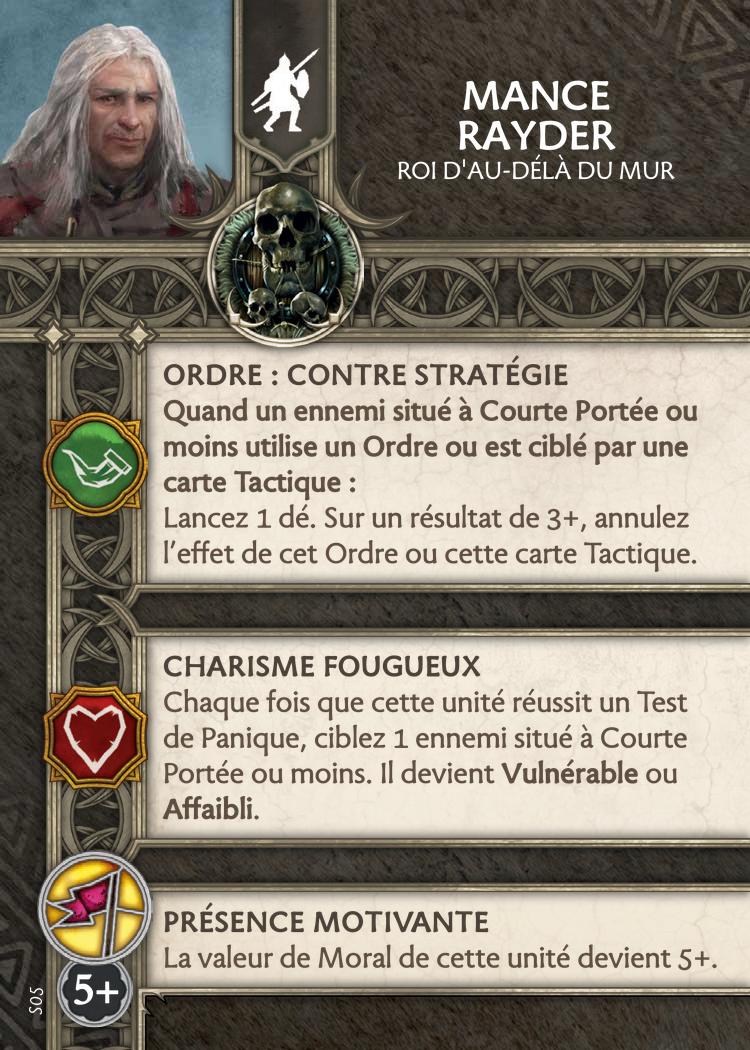 MANCE
RAYDER
ROI D'AU-DÉLÀ DU MUR
ORDRE : CONTRE STRATÉGIE
Quand un ennemi situé à Courte Portée ou
moins utilise un Ordre ou est ciblé par une
carte Tactique :
Lancez 1 dé. Sur un résultat de 3+, annulez
l'effet de cet Ordre ou cette carte Tactique.
CHARISME FOUGUEUX
Chaque fois que cette unité réussit un Test
de Panique, ciblez 1 ennemi situé à Courte
Portée ou moins. Il devient Vulnérable ou
Affaibli.
PRÉSENCE MOTIVANTE
La valeur de Moral de cette unité devient 5+.
5+
S05